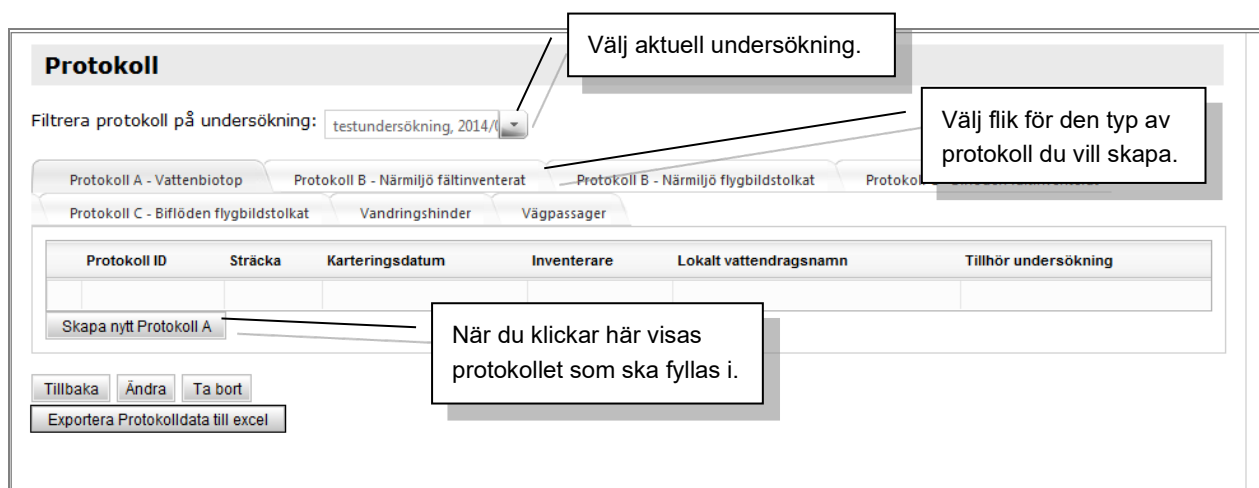 Välj aktuell undersökning.
Protokoll
Filtrera protokoll på undersökning: testundersökning, 2014/
Välj flik för den typ av
protokoll du vill skapa.
Protokoll A - Vattenbiotop Protokoll B - Närmiljö fältinventerat Protokoll B - Närmiljö flygbildstolkat
Protokoll C - Biflöden flygbildstolkat Vandringshinder Vägpassager
Protokoll ID Sträcka Karteringsdatum Inventerare Lokalt vattendragsnamn Tillhör undersökning
Skapa nytt Protokoll A
När du klickar här visas
protokollet som ska fyllas i.
Tillbaka Ändra Ta bort
Exportera Protokolldata till excel